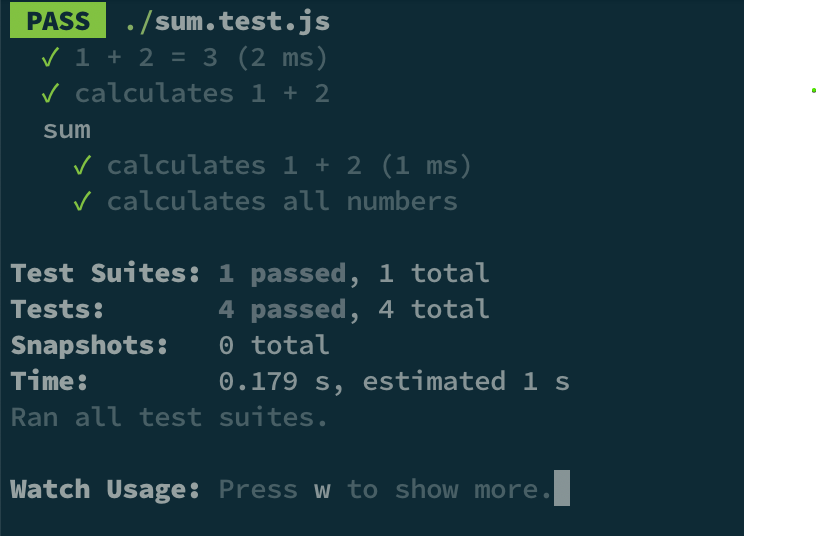 PASS ./sum.test.js
✓ 1 + 2 = 3 (2 ms)
✓ calculates 1 + 2
sum
✓ calculates 1 + 2 (1 ms)
✓ calculates all numbers
Test Suites: 1 passed, 1 total
Tests: 4 passed, 4 total
Snapshots: 0 total
Time: 0.179 s, estimated 1 s
Ran all test suites.
Watch Usage: Press w to show more.